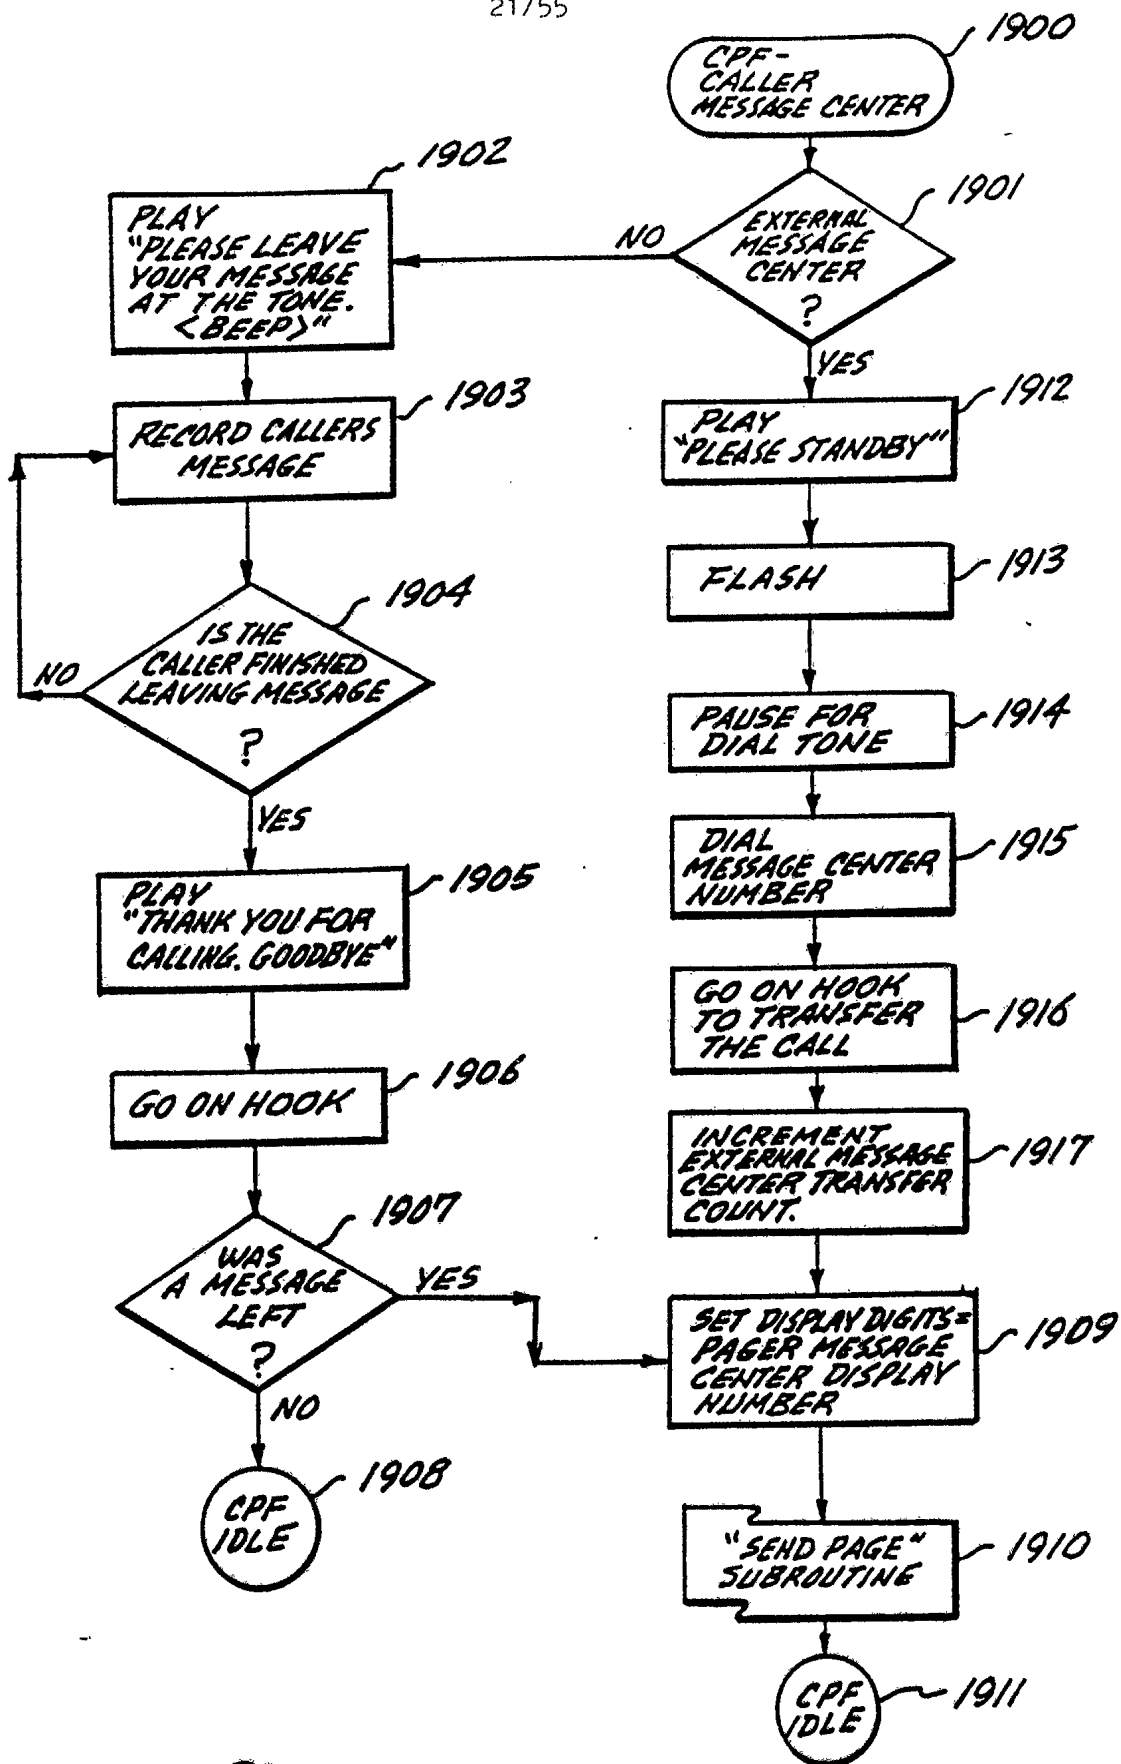 21/55
1900
CPF-
CALLER
MESSAGE CENTER
1901
EXTERNAL
MESSAGE
CENTER
?
NO
YES
1902
PLAY
"PLEASE LEAVE
YOUR MESSAGE
AT THE TONE.
<BEEP>"
1903
RECORD CALLERS
MESSAGE
1904
IS THE
CALLER FINISHED
LEAVING MESSAGE
?
NO
YES
1905
PLAY
"THANK YOU FOR
CALLING. GOODBYE"
1906
GO ON HOOK
1907
WAS
A MESSAGE
LEFT
?
YES
NO
1908
CPF
IDLE
1912
PLAY
"PLEASE STANDBY"
1913
FLASH
1914
PAUSE FOR
DIAL TONE
1915
DIAL
MESSAGE CENTER
NUMBER
1916
GO ON HOOK
TO TRANSFER
THE CALL
1917
INCREMENT
EXTERNAL MESSAGE
CENTER TRANSFER
COUNT.
1909
SET DISPLAY DIGITS=
PAGER MESSAGE
CENTER DISPLAY
NUMBER
1910
"SEND PAGE"
SUBROUTINE
1911
CPF
IDLE